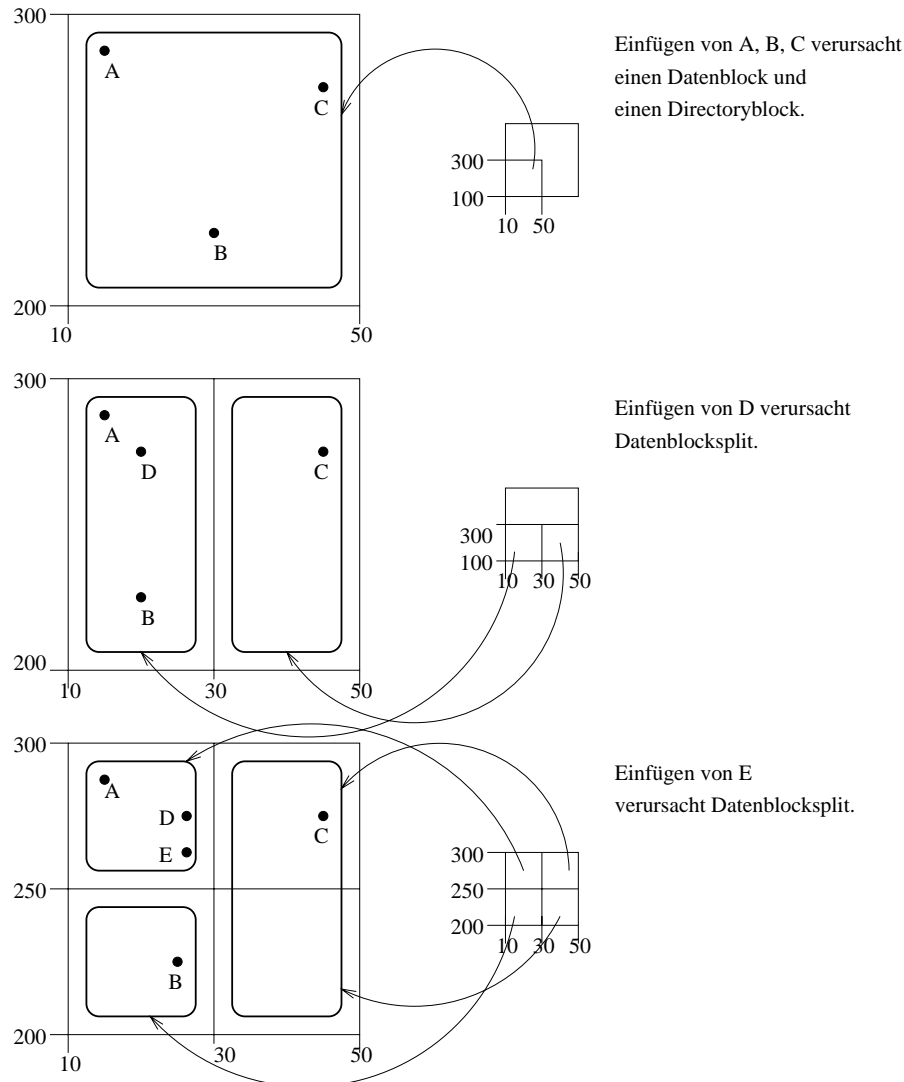 300
A
C
B
200
10
50
300
100
10 50
Einfügen von A, B, C verursacht
einen Datenblock und
einen Directoryblock.
300
A
D
C
B
200
10
30
50
300
100
10 30 50
Einfügen von D verursacht
Datenblocksplit.
300
A
D
C
E
250
B
200
10
30
50
300
250
200
10 30 50
Einfügen von E
verursacht Datenblocksplit.